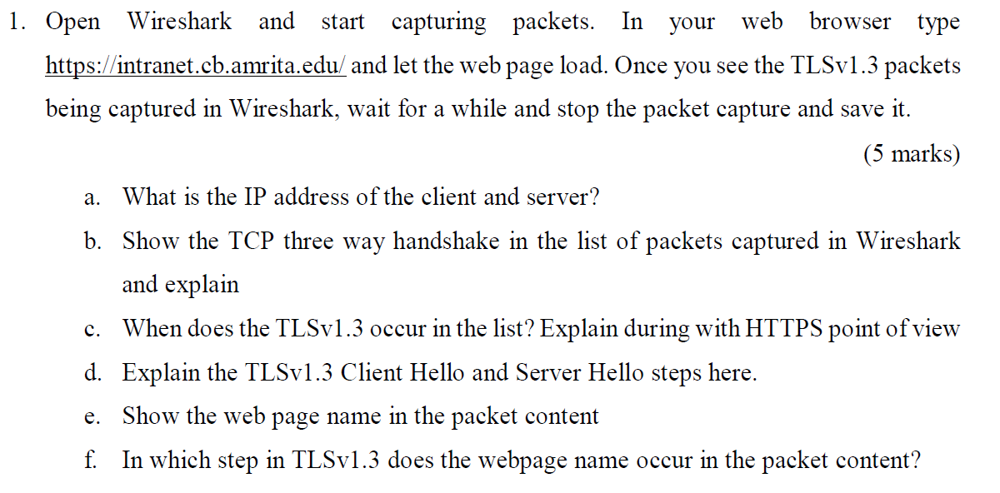 1. Open Wireshark and start capturing packets. In your web browser type
https://intranet.cb.amrita.edu/ and let the web page load. Once you see the TLSv1.3 packets
being captured in Wireshark, wait for a while and stop the packet capture and save it.
(5 marks)
a. What is the IP address of the client and server?
b. Show the TCP three way handshake in the list of packets captured in Wireshark
and explain
c. When does the TLSv1.3 occur in the list? Explain during with HTTPS point of view
d. Explain the TLSv1.3 Client Hello and Server Hello steps here.
e. Show the web page name in the packet content
f. In which step in TLSv1.3 does the webpage name occur in the packet content?